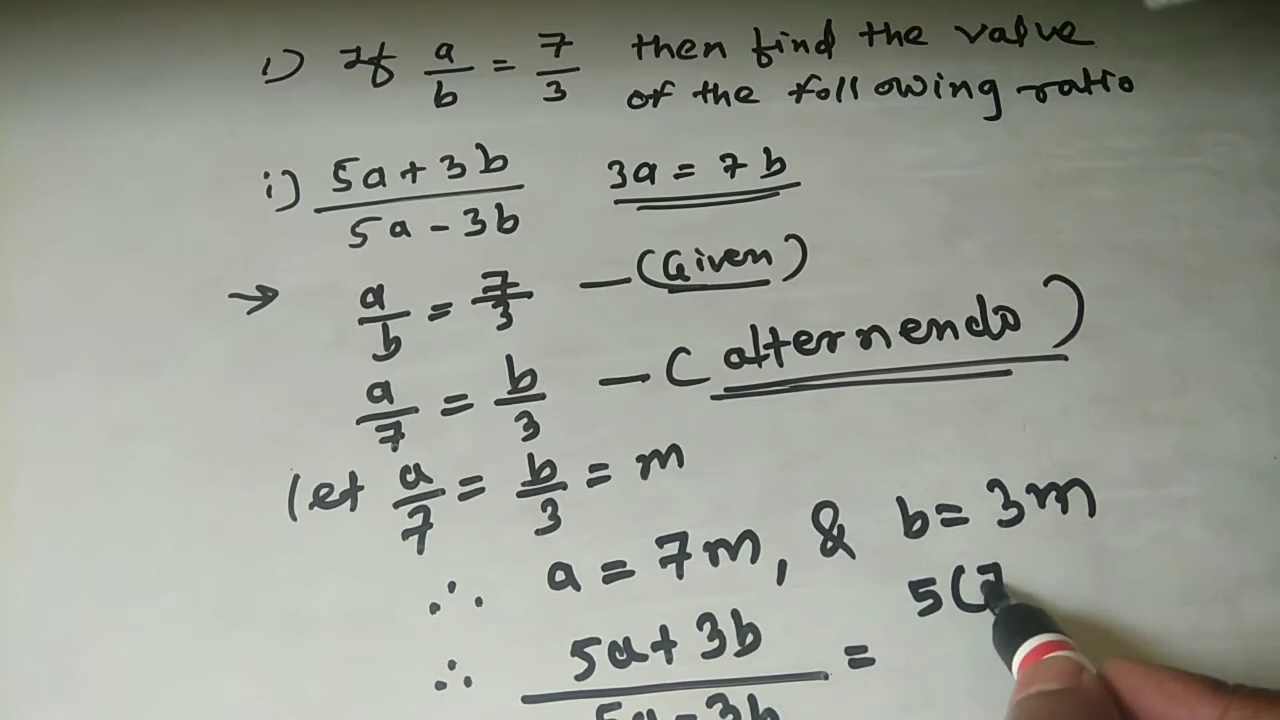 1) If a/b = 7/3 then find the value
of the following ratio
i) (5a + 3b)/(5a - 3b)
3a = 7b
→ a/b = 7/3 — (Given)
a/7 = b/3 — (alternendo)
let a/7 = b/3 = m
∴ a = 7m, & b = 3m
∴ (5a + 3b)/(5a - 3b) = 5(7